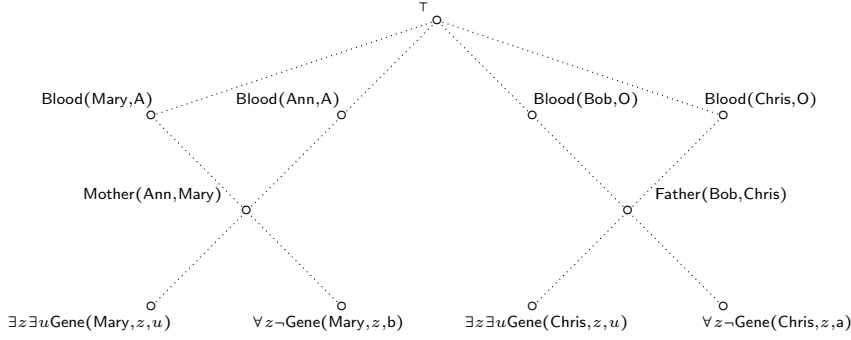 ⊤
Blood(Mary,A) Blood(Ann,A) Blood(Bob,O) Blood(Chris,O)
Mother(Ann,Mary) Father(Bob,Chris)
∃z∃uGene(Mary,z,u) ∀z¬Gene(Mary,z,b) ∃z∃uGene(Chris,z,u) ∀z¬Gene(Chris,z,a)